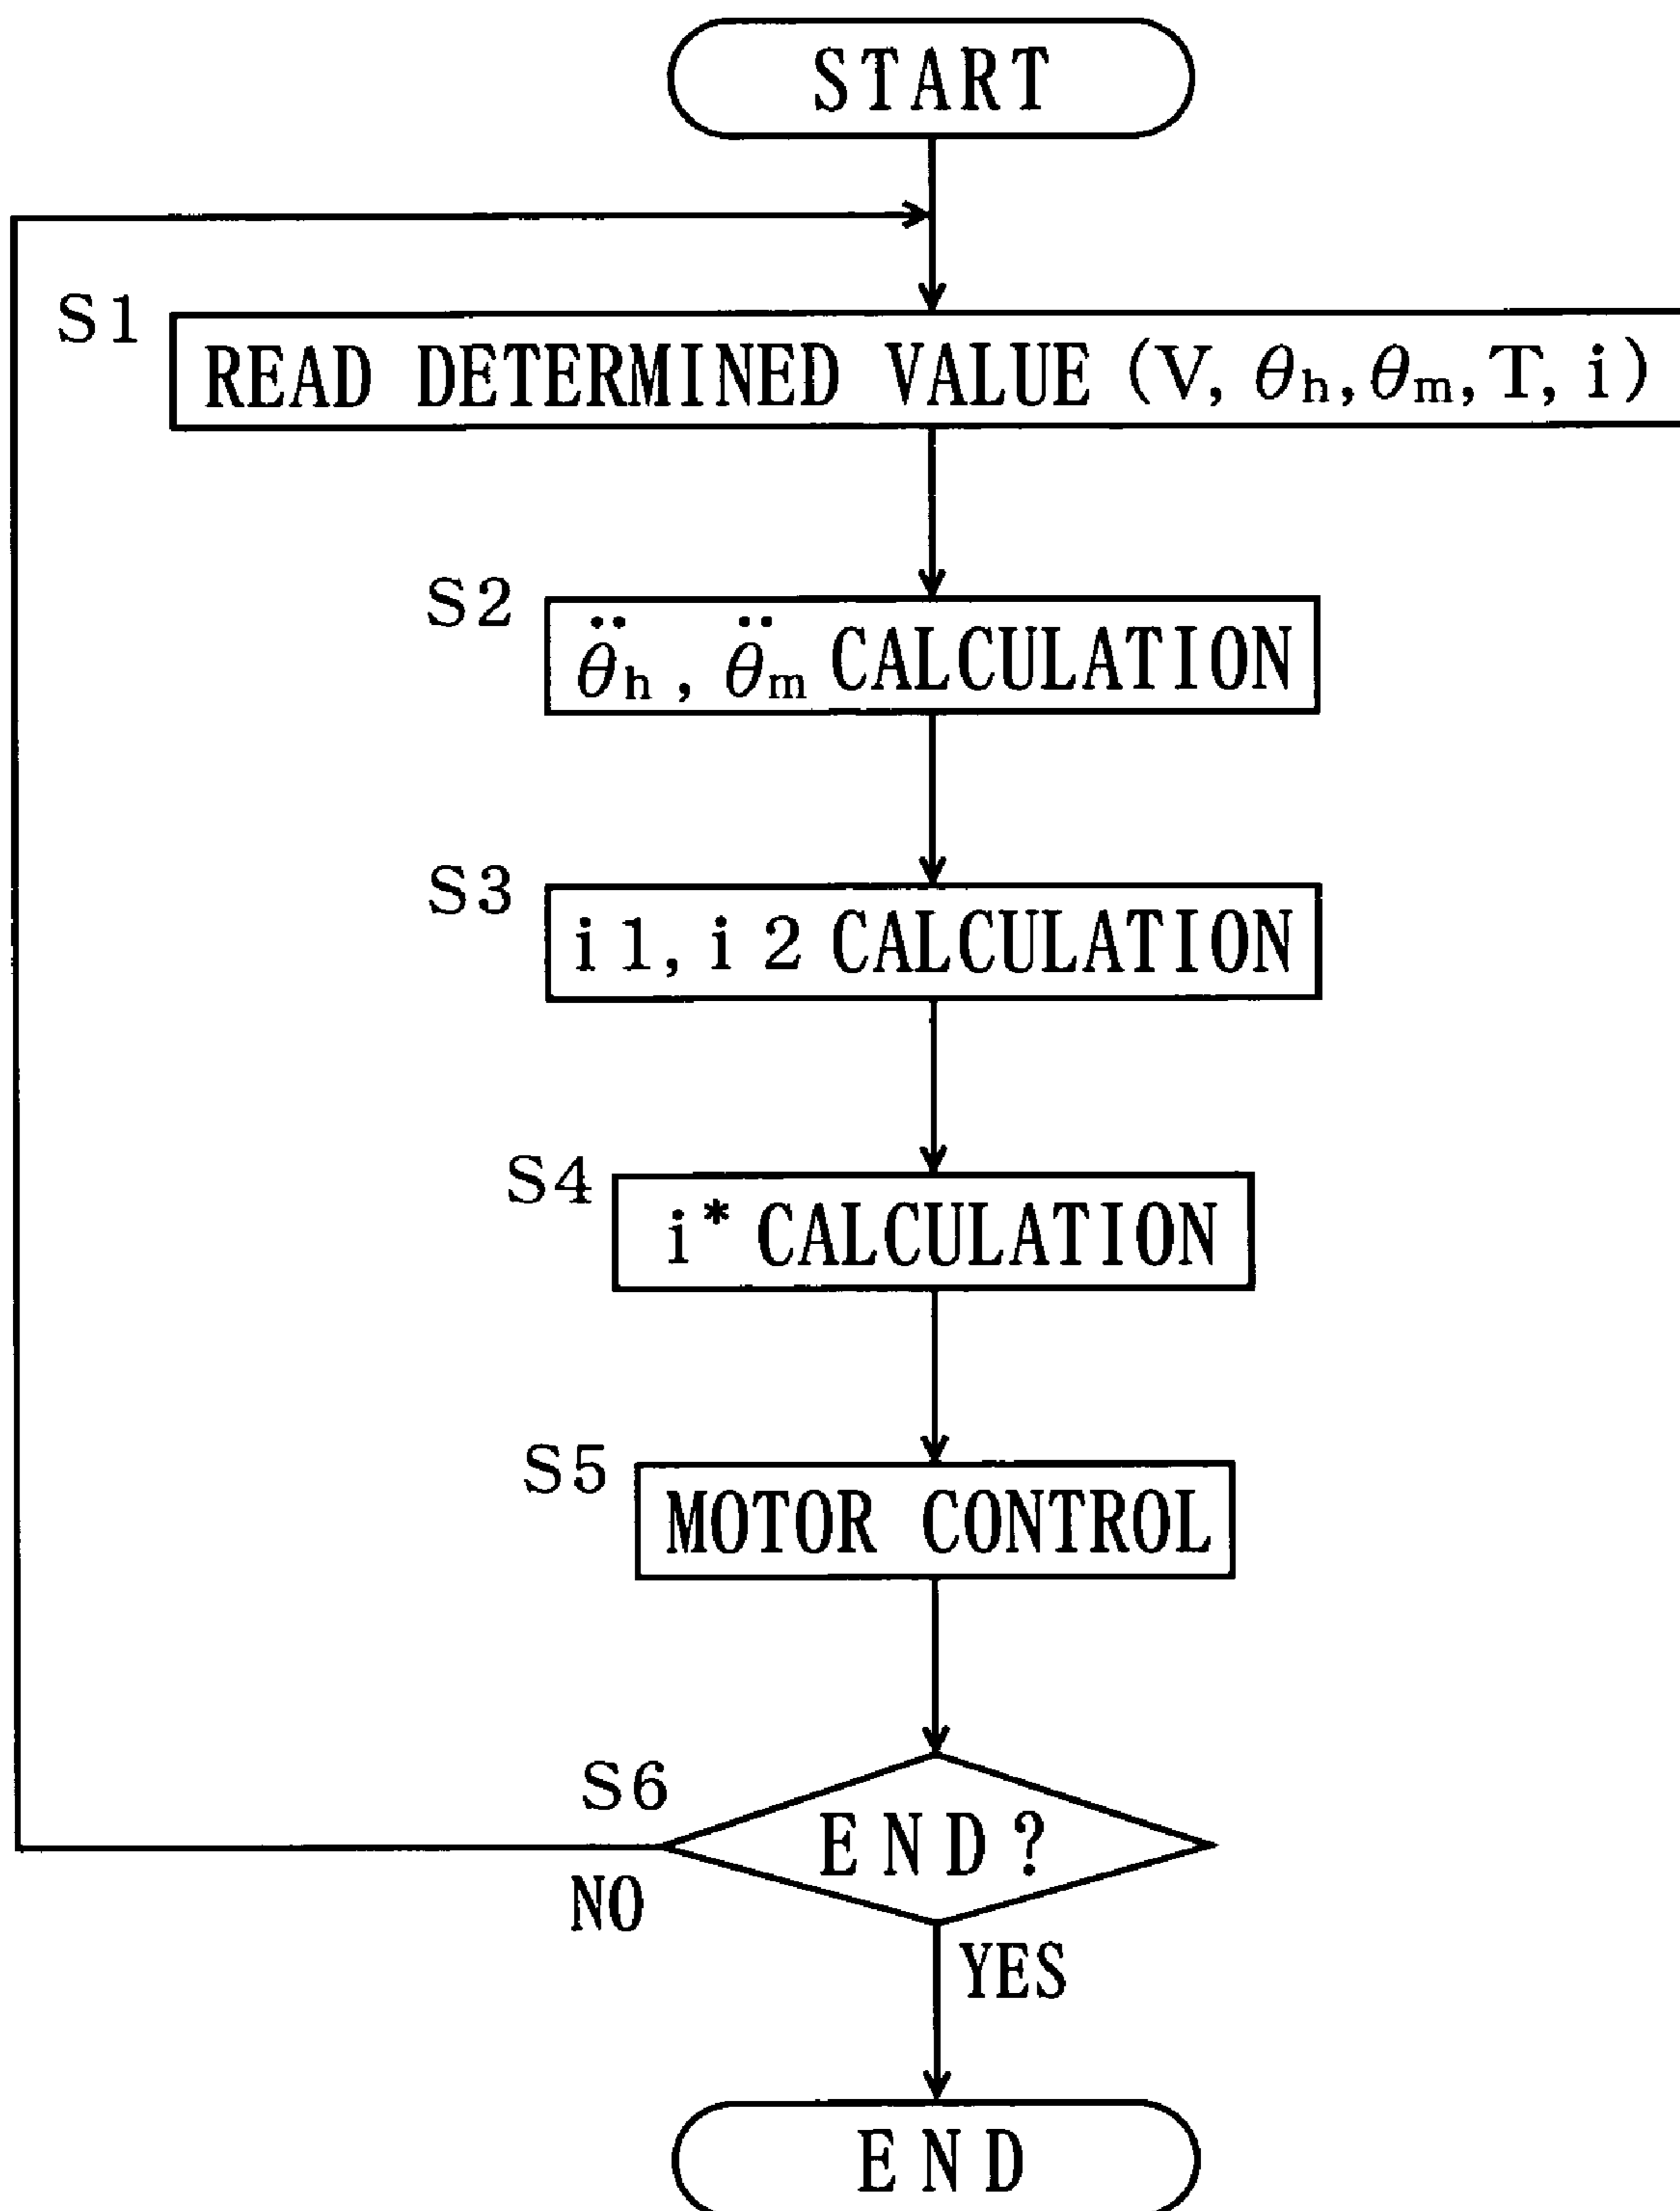 START
S1
READ DETERMINED VALUE (V, θh, θm, T, i)
S2
θ̈h, θ̈m CALCULATION
S3
i1, i2 CALCULATION
S4
i* CALCULATION
S5
MOTOR CONTROL
S6
END?
NO
YES
END